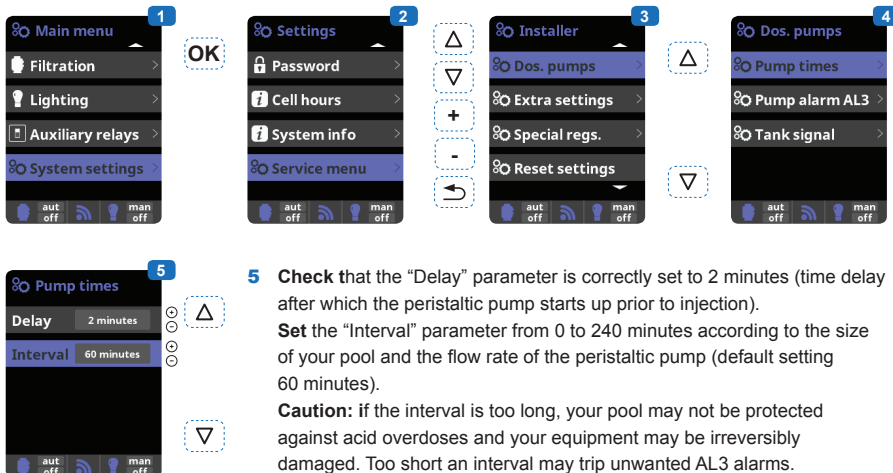 1
Main menu
Filtration
Lighting
Auxiliary relays
System settings
aut off
man off
OK
2
Settings
Password
Cell hours
System info
Service menu
aut off
man off
+
-
3
Installer
Dos. pumps
Extra settings
Special regs.
Reset settings
aut off
man off
4
Dos. pumps
Pump times
Pump alarm AL3
Tank signal
aut off
man off
5
Pump times
Delay 2 minutes
Interval 60 minutes
aut off
man off
5 Check that the “Delay” parameter is correctly set to 2 minutes (time delay
after which the peristaltic pump starts up prior to injection).
Set the “Interval” parameter from 0 to 240 minutes according to the size
of your pool and the flow rate of the peristaltic pump (default setting
60 minutes).
Caution: if the interval is too long, your pool may not be protected
against acid overdoses and your equipment may be irreversibly
damaged. Too short an interval may trip unwanted AL3 alarms.